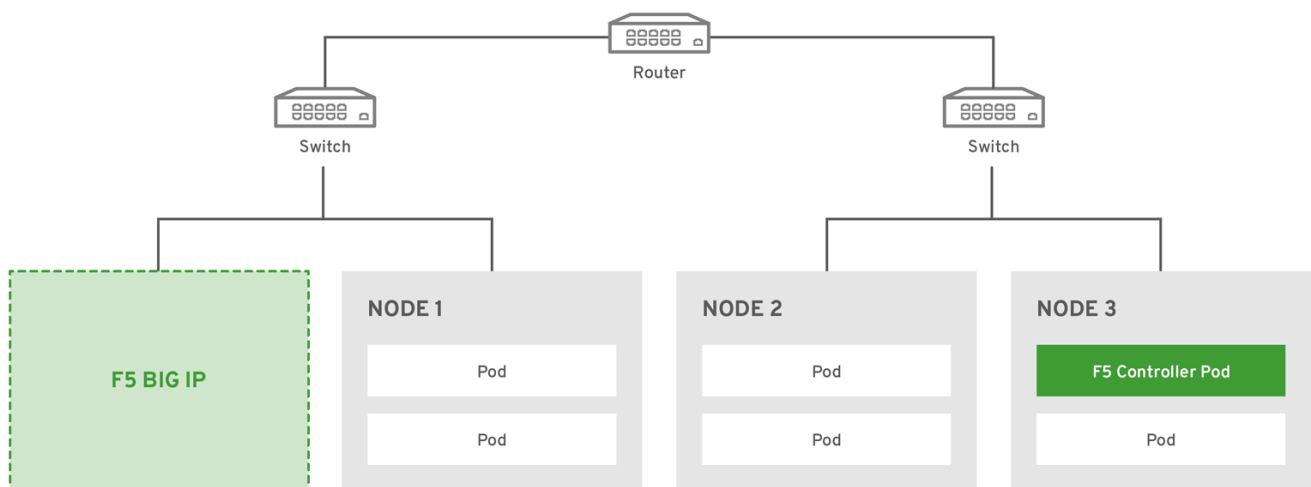 Router
Switch
Switch
F5 BIG IP
NODE 1
Pod
Pod
NODE 2
Pod
Pod
NODE 3
F5 Controller Pod
Pod